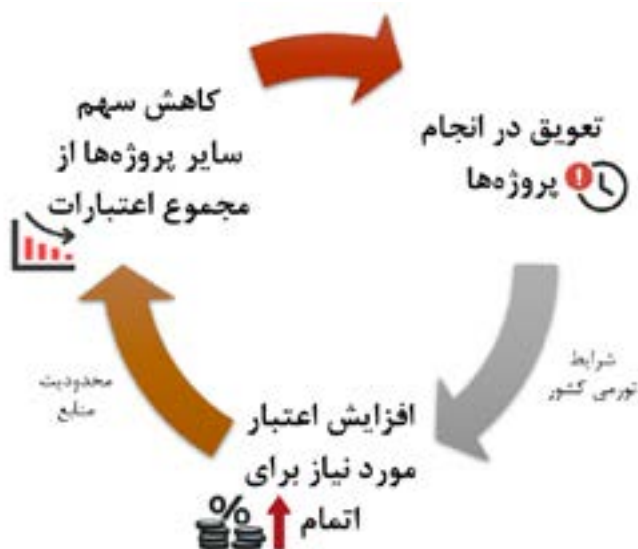 تعویق در انجام
پروژه‌ها
شرایط
تورمی کشور
افزایش اعتبار
مورد نیاز برای
اتمام
%
محدودیت
منابع
کاهش سهم
سایر پروژه‌ها از
مجموع اعتبارات